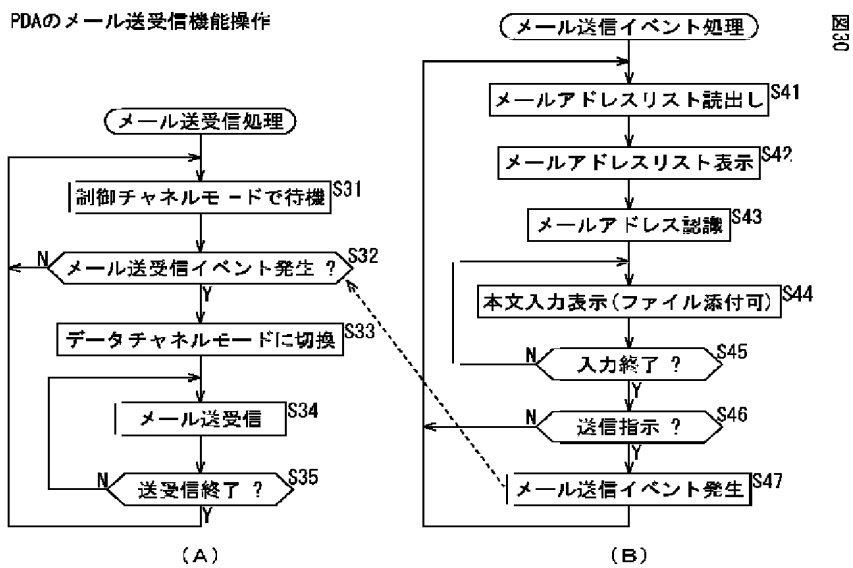 PDAのメール送受信機能操作
図30
メール送受信処理
制御チャネルモードで待機
S31
メール送受信イベント発生 ?
S32
N
Y
データチャネルモードに切換
S33
メール送受信
S34
送受信終了 ?
S35
N
Y
(A)
メール送信イベント処理
メールアドレスリスト読出し
S41
メールアドレスリスト表示
S42
メールアドレス認識
S43
本文入力表示(ファイル添付可)
S44
入力終了 ?
S45
N
Y
送信指示 ?
S46
N
Y
メール送信イベント発生
S47
(B)